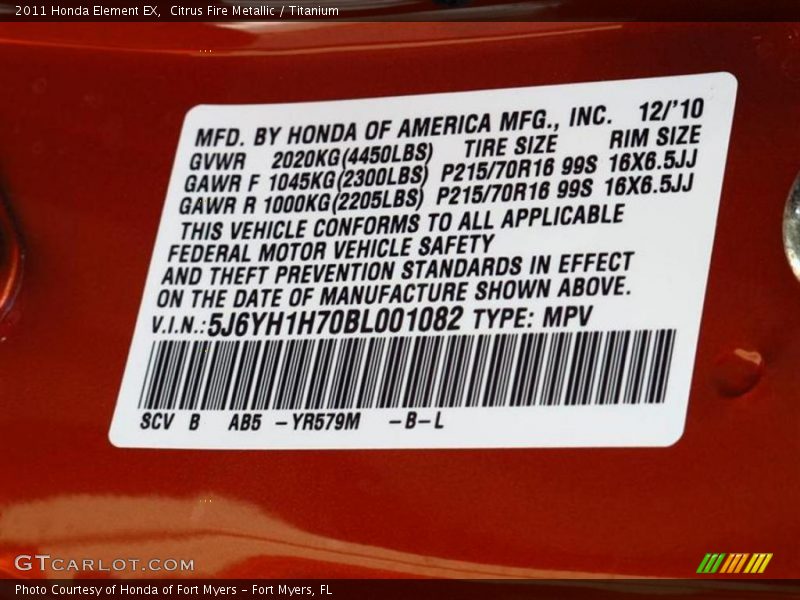 2011 Honda Element EX,  Citrus Fire Metallic / Titanium
MFD. BY HONDA OF AMERICA MFG., INC. 12/'10
GVWR 2020KG(4450LBS) TIRE SIZE RIM SIZE
GAWR F 1045KG(2300LBS) P215/70R16 99S 16X6.5JJ
GAWR R 1000KG(2205LBS) P215/70R16 99S 16X6.5JJ
THIS VEHICLE CONFORMS TO ALL APPLICABLE
FEDERAL MOTOR VEHICLE SAFETY
AND THEFT PREVENTION STANDARDS IN EFFECT
ON THE DATE OF MANUFACTURE SHOWN ABOVE.
V.I.N.:5J6YH1H70BL001082 TYPE: MPV
SCV B AB5 -YR579M -B-L
GTCARLOT.COM
Photo Courtesy of Honda of Fort Myers - Fort Myers, FL